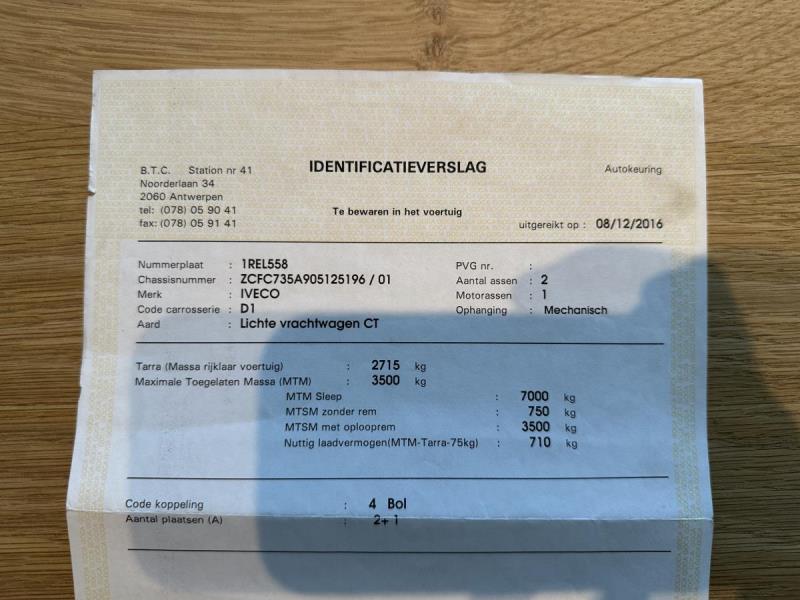 IDENTIFICATIEVERSLAG
B.T.C. Station nr 41
Autokeuring
Noorderlaan 34
2060 Antwerpen
tel: (078) 05 90 41
Te bewaren in het voertuig
fax: (078) 05 91 41
uitgereikt op : 08/12/2016
Nummerplaat : 1REL558
PVG nr. :
Chassisnummer : ZCFC735A905125196 / 01
Aantal assen : 2
Merk : IVECO
Motorassen : 1
Code carrosserie : D1
Ophanging : Mechanisch
Aard : Lichte vrachtwagen CT
Tarra (Massa rijklaar voertuig) : 2715 kg
Maximale Toegelaten Massa (MTM) : 3500 kg
MTM Sleep : 7000 kg
MTSM zonder rem : 750 kg
MTSM met oplooprem : 3500 kg
Nuttig laadvermogen(MTM-Tarra-75kg) : 710 kg
Code koppeling : 4 Bol
Aantal plaatsen (A) : 2+ 1